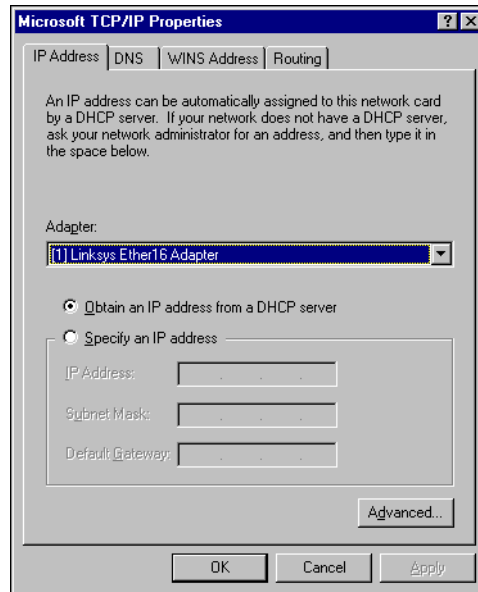 Microsoft TCP/IP Properties
IP Address DNS WINS Address Routing
An IP address can be automatically assigned to this network card
by a DHCP server. If your network does not have a DHCP server,
ask your network administrator for an address, and then type it in
the space below.
Adapter:
[1] Linksys Ether16 Adapter
Obtain an IP address from a DHCP server
Specify an IP address
IP Address:
Subnet Mask:
Default Gateway:
Advanced...
OK Cancel Apply